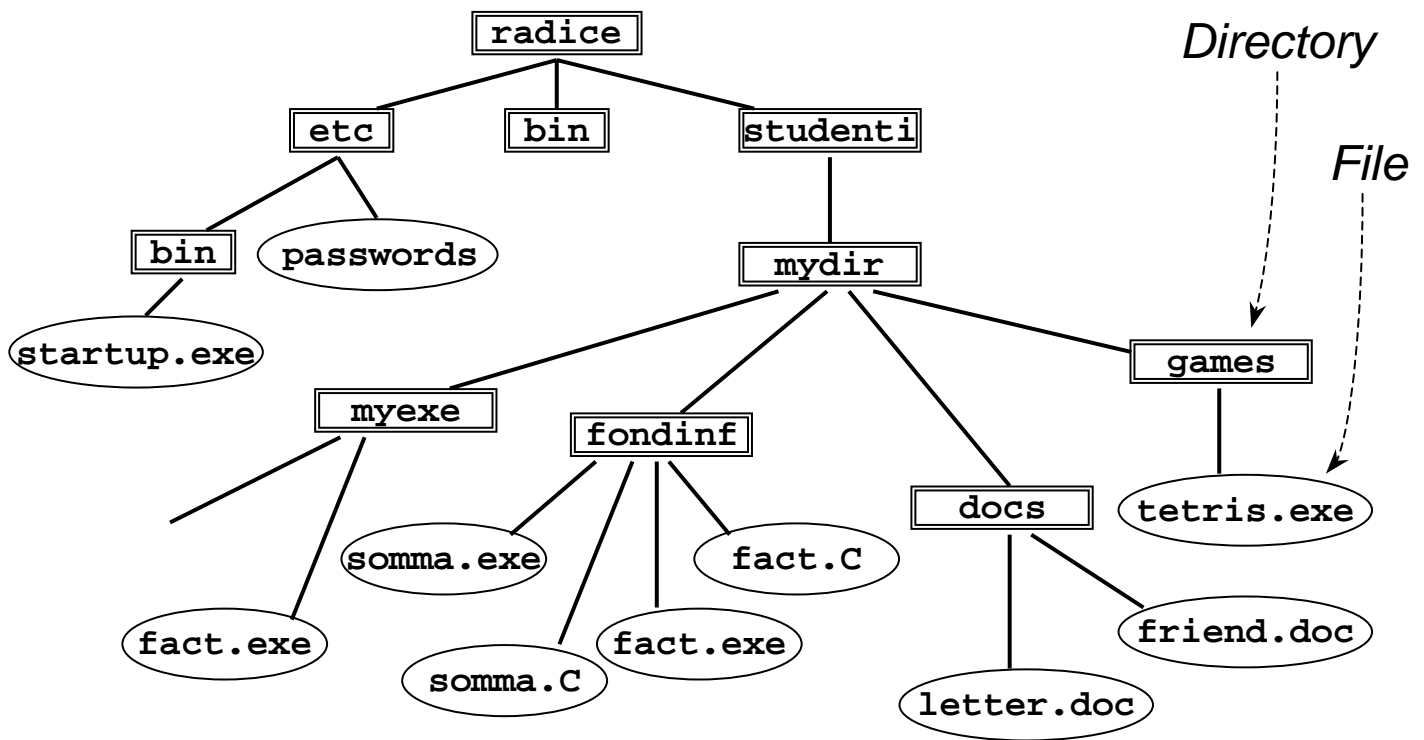 radice
Directory
etc
bin
studenti
File
bin
passwords
mydir
startup.exe
games
myexe
fondinf
docs
tetris.exe
somma.exe
fact.C
fact.exe
somma.C
fact.exe
friend.doc
letter.doc